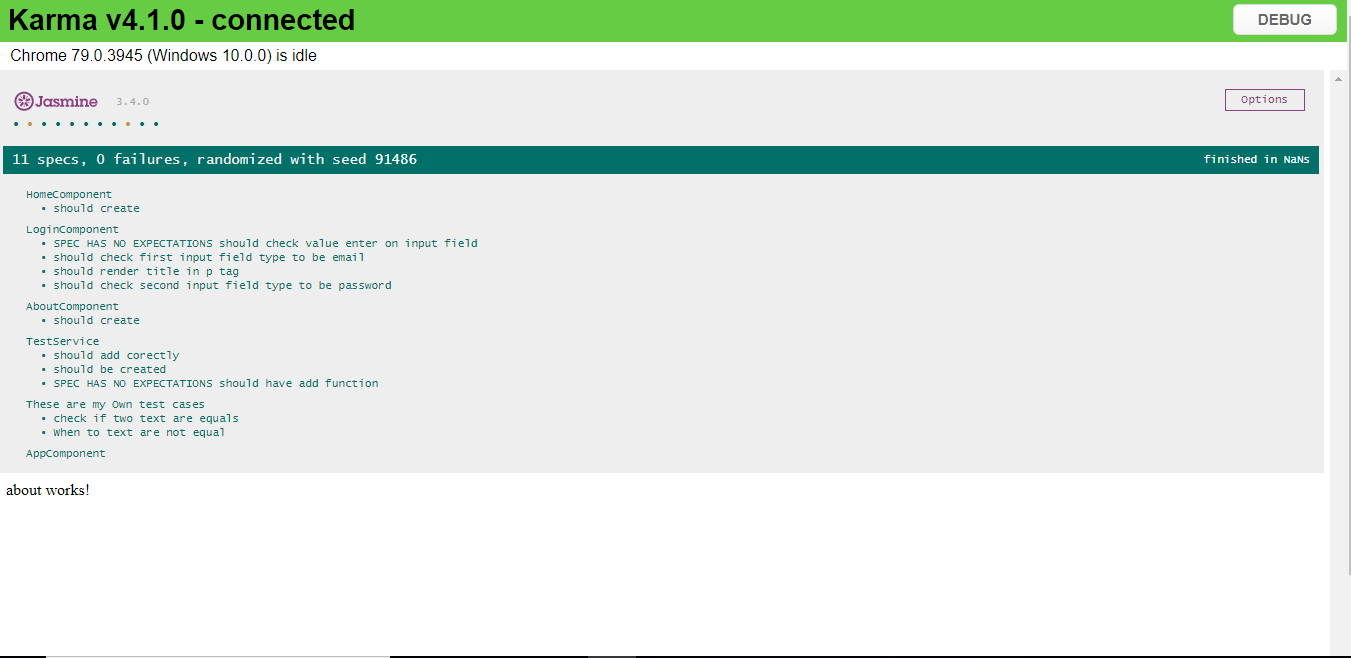 Karma v4.1.0 - connected
DEBUG
Chrome 79.0.3945 (Windows 10.0.0) is idle
Jasmine 3.4.0
Options
11 specs, 0 failures, randomized with seed 91486
finished in NaNs
HomeComponent
• should create
LoginComponent
• SPEC HAS NO EXPECTATIONS should check value enter on input field
• should check first input field type to be email
• should render title in p tag
• should check second input field type to be password
AboutComponent
• should create
TestService
• should add corectly
• should be created
• SPEC HAS NO EXPECTATIONS should have add function
These are my Own test cases
• check if two text are equals
• When to text are not equal
AppComponent
about works!